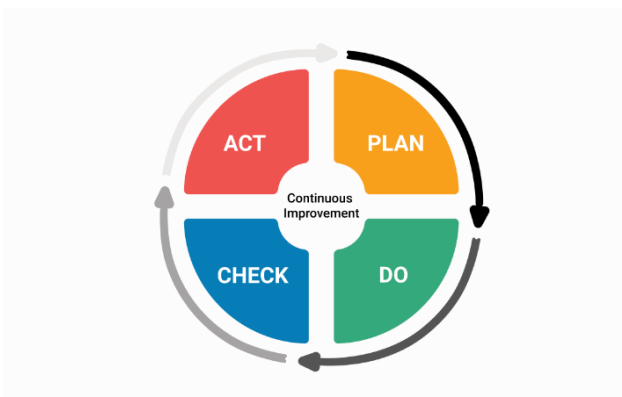 ACT
PLAN
Continuous
Improvement
CHECK
DO